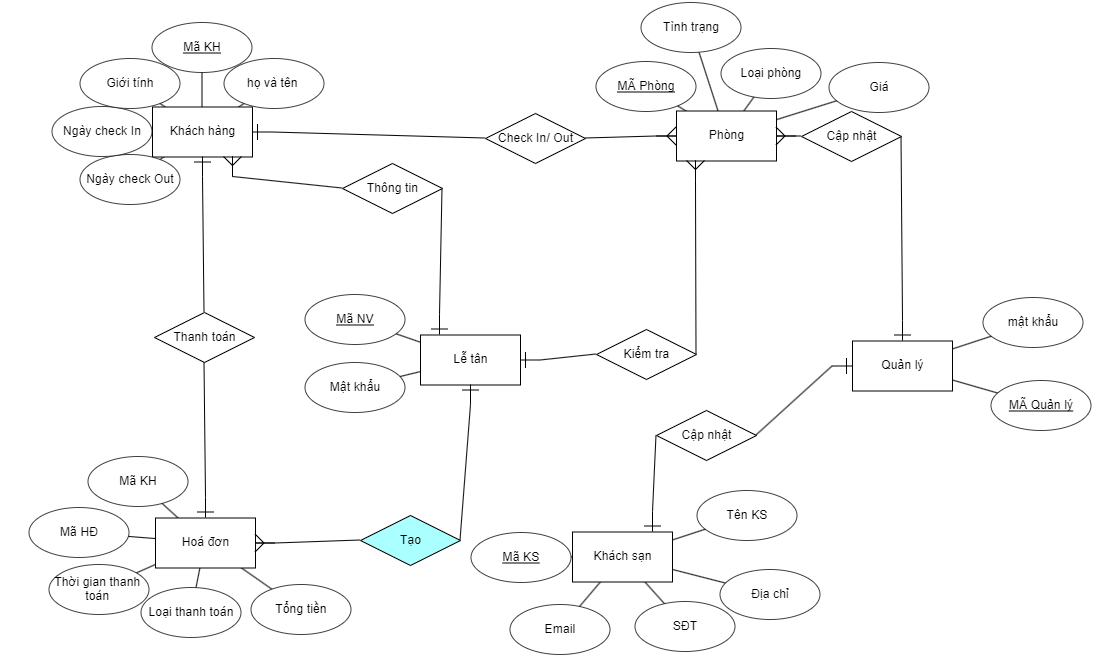 Tình trạng
Mã KH
Giới tính
họ và tên
MÃ Phòng
Loại phòng
Giá
Ngảy check In
Khách hàng
Check In/ Out
Phòng
Cập nhật
Ngảy check Out
Thông tin
Mã NV
mật khẩu
Thanh toán
Lễ tân
Kiểm tra
Quản lý
Mật khẩu
MÃ Quản lý
Cập nhật
Mã KH
Tên KS
Mã HĐ
Hoá đơn
Tạo
Mã KS
Khách sạn
Thời gian thanh
toán
Loại thanh toán
Tổng tiền
Địa chỉ
Email
SĐT